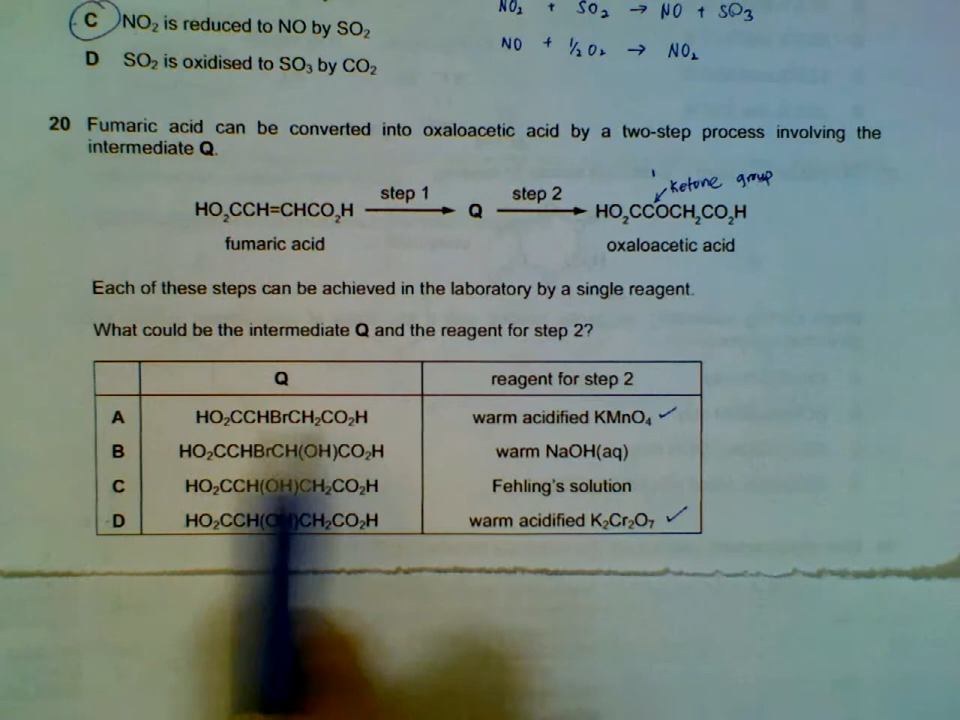 C NO₂ is reduced to NO by SO₂
NO₂ + SO₂ → NO + SO₃
D SO₂ is oxidised to SO₃ by CO₂
NO + ½ O₂ → NO₂
20 Fumaric acid can be converted into oxaloacetic acid by a two-step process involving the
intermediate Q.
ketone group
HO₂CCH=CHCO₂H step 1 Q step 2 HO₂CCOCH₂CO₂H
fumaric acid oxaloacetic acid
Each of these steps can be achieved in the laboratory by a single reagent.
What could be the intermediate Q and the reagent for step 2?
Q reagent for step 2
A HO₂CCHBrCH₂CO₂H warm acidified KMnO₄ ✓
B HO₂CCHBrCH(OH)CO₂H warm NaOH(aq)
C HO₂CCH(OH)CH₂CO₂H Fehling's solution
D HO₂CCH(OH)CH₂CO₂H warm acidified K₂Cr₂O₇ ✓